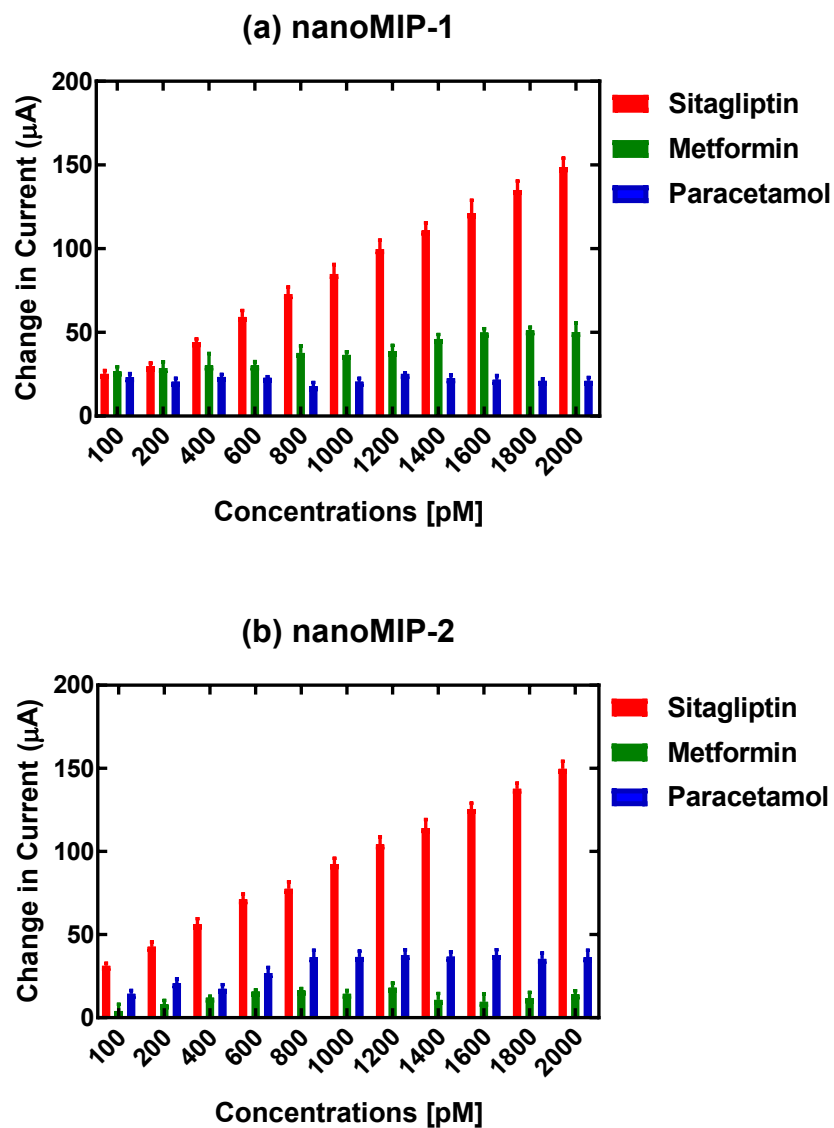 (a) nanoMIP-1
200
150
100
50
0
Change in Current (µA)
Sitagliptin
Metformin
Paracetamol
100 200 400 600 800 1000 1200 1400 1600 1800 2000
Concentrations [pM]
(b) nanoMIP-2
200
150
100
50
0
Change in Current (µA)
Sitagliptin
Metformin
Paracetamol
100 200 400 600 800 1000 1200 1400 1600 1800 2000
Concentrations [pM]